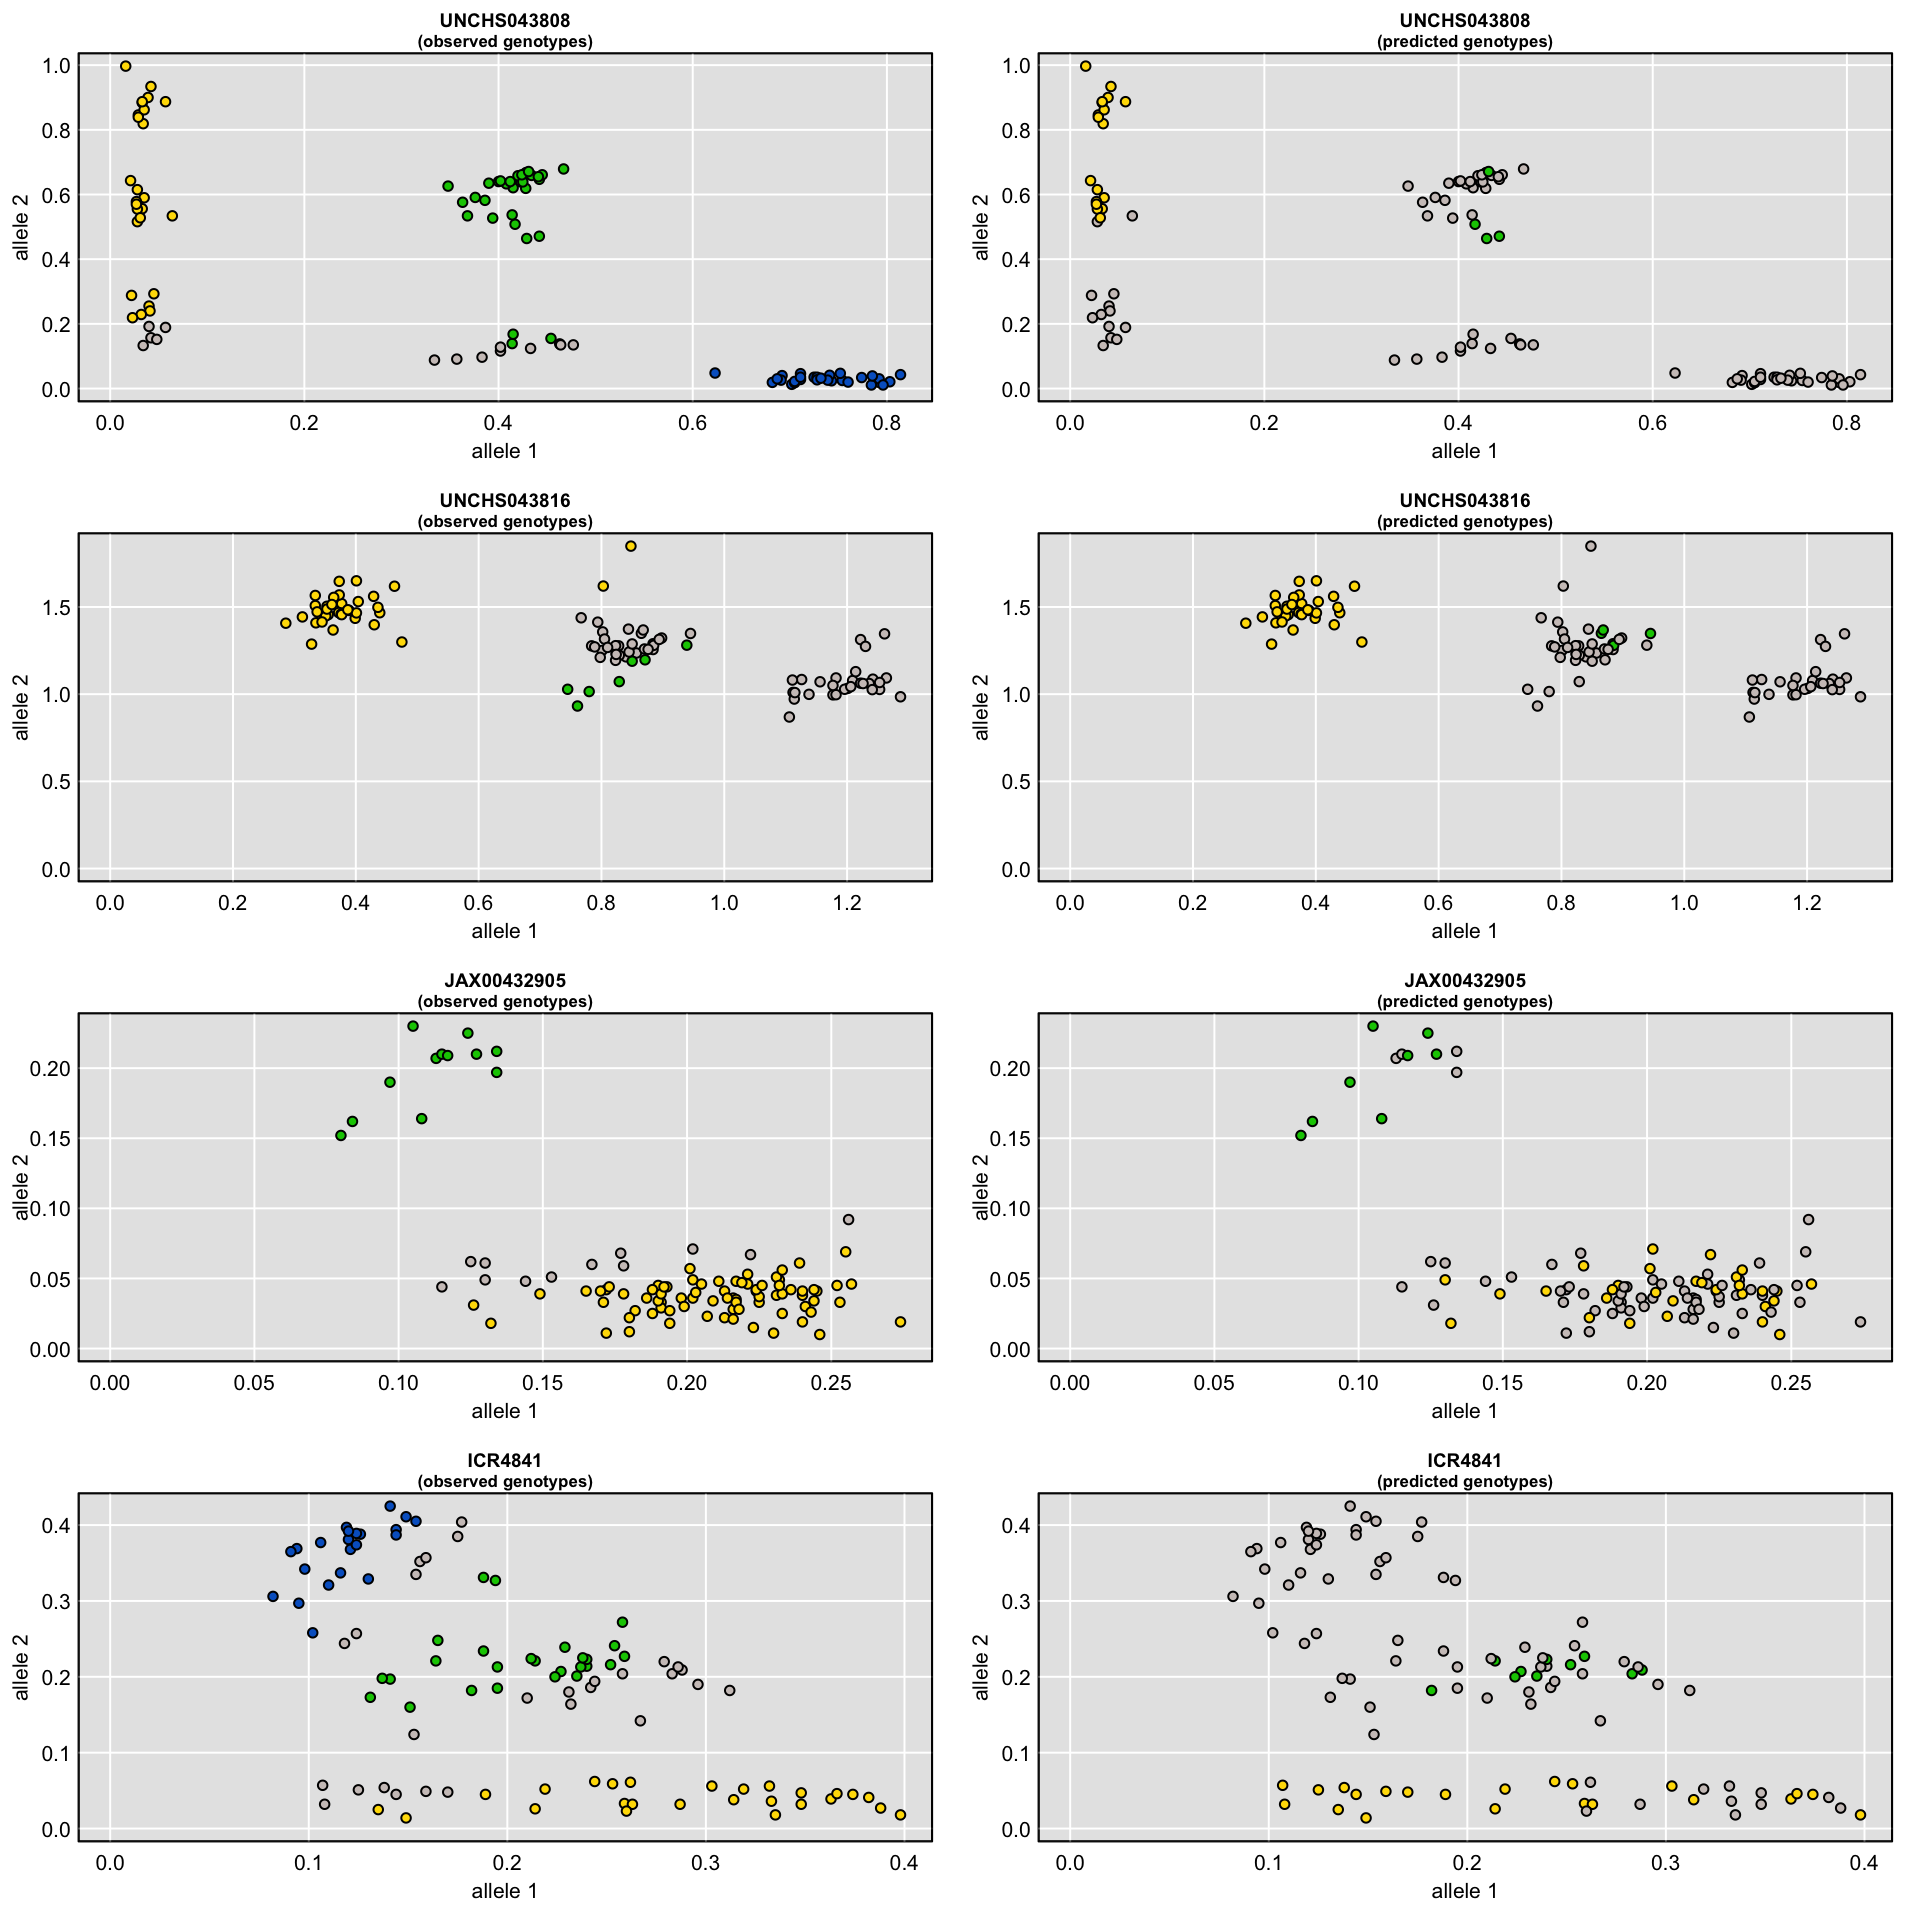 UNCHS043808
(observed genotypes)
allele 2
1.0
0.8
0.6
0.4
0.2
0.0
0.0 0.2 0.4 0.6 0.8
allele 1
UNCHS043808
(predicted genotypes)
allele 2
1.0
0.8
0.6
0.4
0.2
0.0
0.0 0.2 0.4 0.6 0.8
allele 1
UNCHS043816
(observed genotypes)
allele 2
1.5
1.0
0.5
0.0
0.0 0.2 0.4 0.6 0.8 1.0 1.2
allele 1
UNCHS043816
(predicted genotypes)
allele 2
1.5
1.0
0.5
0.0
0.0 0.2 0.4 0.6 0.8 1.0 1.2
allele 1
JAX00432905
(observed genotypes)
allele 2
0.20
0.15
0.10
0.05
0.00
0.00 0.05 0.10 0.15 0.20 0.25
allele 1
JAX00432905
(predicted genotypes)
allele 2
0.20
0.15
0.10
0.05
0.00
0.00 0.05 0.10 0.15 0.20 0.25
allele 1
ICR4841
(observed genotypes)
allele 2
0.4
0.3
0.2
0.1
0.0
0.0 0.1 0.2 0.3 0.4
allele 1
ICR4841
(predicted genotypes)
allele 2
0.4
0.3
0.2
0.1
0.0
0.0 0.1 0.2 0.3 0.4
allele 1